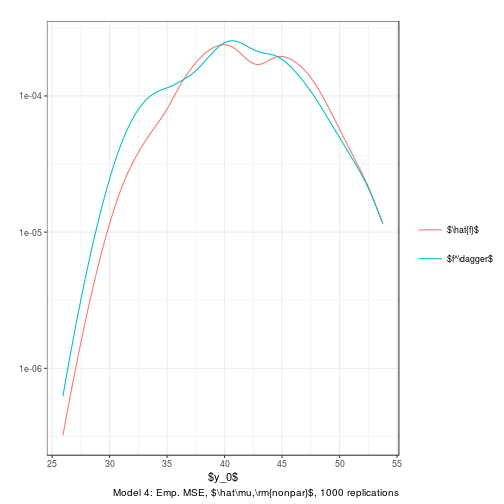 1e-04
1e-05
1e-06
25 30 35 40 45 50 55
$y_0$
$\hat{f}$
$f^\dagger$
Model 4: Emp. MSE, $\hat\mu,\rm{nonpar}$, 1000 replications